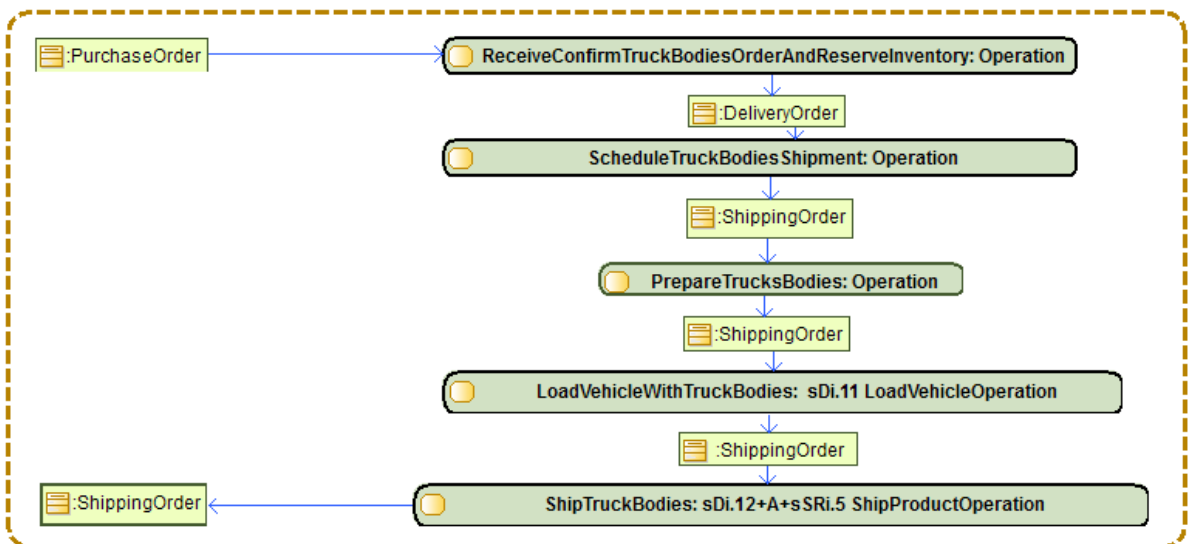 :PurchaseOrder
ReceiveConfirmTruckBodiesOrderAndReserveInventory: Operation
:DeliveryOrder
ScheduleTruckBodiesShipment: Operation
:ShippingOrder
PrepareTrucksBodies: Operation
:ShippingOrder
LoadVehicleWithTruckBodies: sDi.11 LoadVehicleOperation
:ShippingOrder
:ShippingOrder
ShipTruckBodies: sDi.12+A+sSRi.5 ShipProductOperation